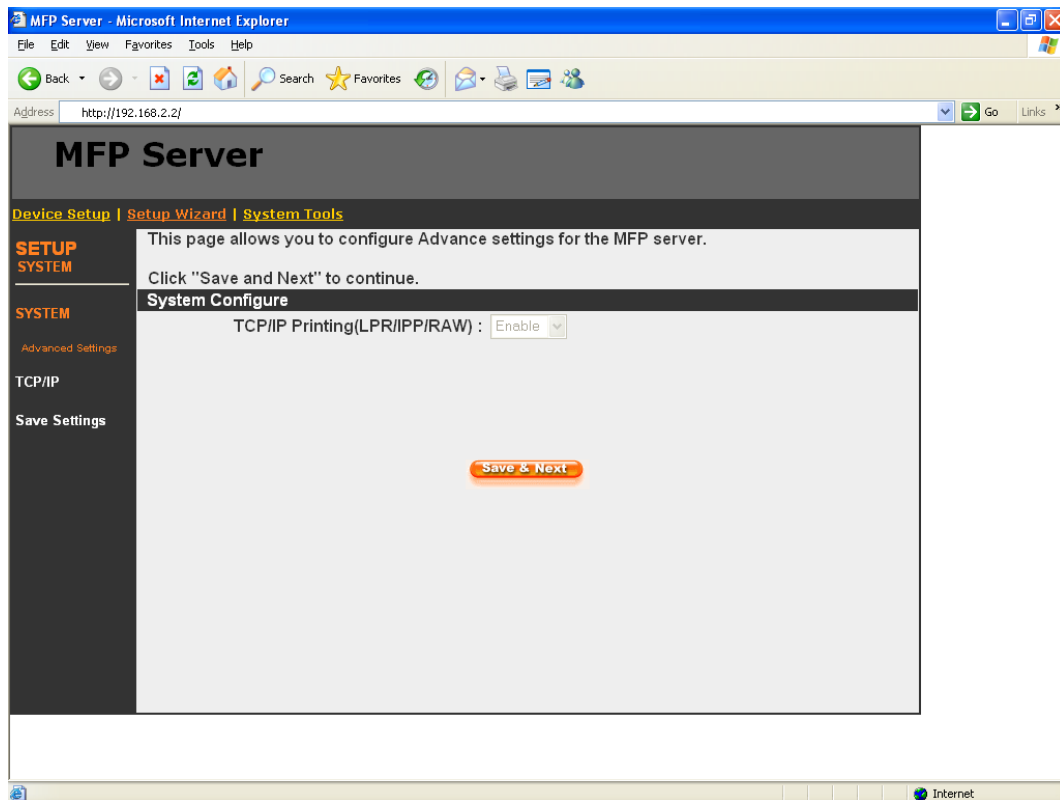 MFP Server - Microsoft Internet Explorer
File Edit View Favorites Tools Help
Back Search Favorites
Address http://192.168.2.2/ Go Links »
MFP Server
Device Setup | Setup Wizard | System Tools
SETUP
SYSTEM
SYSTEM
Advanced Settings
TCP/IP
Save Settings
This page allows you to configure Advance settings for the MFP server.
Click "Save and Next" to continue.
System Configure
TCP/IP Printing(LPR/IPP/RAW) : Enable
Save & Next
Internet